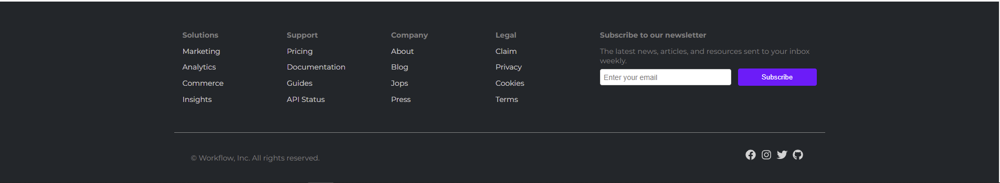 Solutions
Marketing
Analytics
Commerce
Insights
Support
Pricing
Documentation
Guides
API Status
Company
About
Blog
Jops
Press
Legal
Claim
Privacy
Cookies
Terms
Subscribe to our newsletter
The latest news, articles, and resources sent to your inbox
weekly.
Enter your email
Subscribe
© Workflow, Inc. All rights reserved.